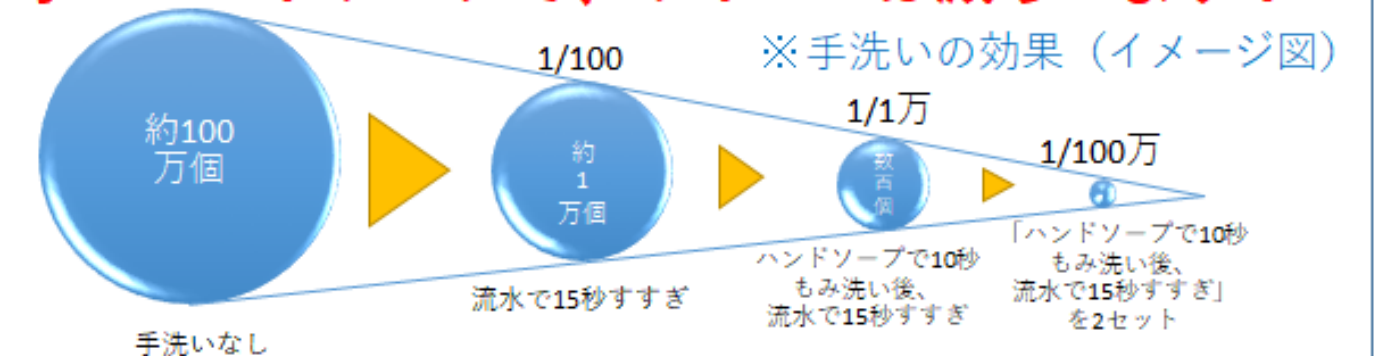 ※手洗いの効果（イメージ図）
約100
万個
手洗いなし
1/100
約
1
万個
流水で15秒すすぎ
1/1万
数
百
個
ハンドソープで10秒
もみ洗い後、
流水で15秒すすぎ
1/100万
「ハンドソープで10秒
もみ洗い後、
流水で15秒すすぎ」
を2セット